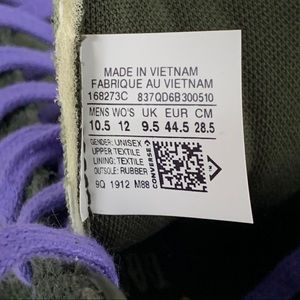 MADE IN VIETNAM
FABRIQUE AU VIETNAM
168273C 837QD6B300510
MENS WO'S UK EUR CM
10.5 12 9.5 44.5 28.5
GENDER: UNISEX
UPPER: TEXTILE
LINING: TEXTILE
OUTSOLE: RUBBER
9Q 1912 M88
CONVERSE